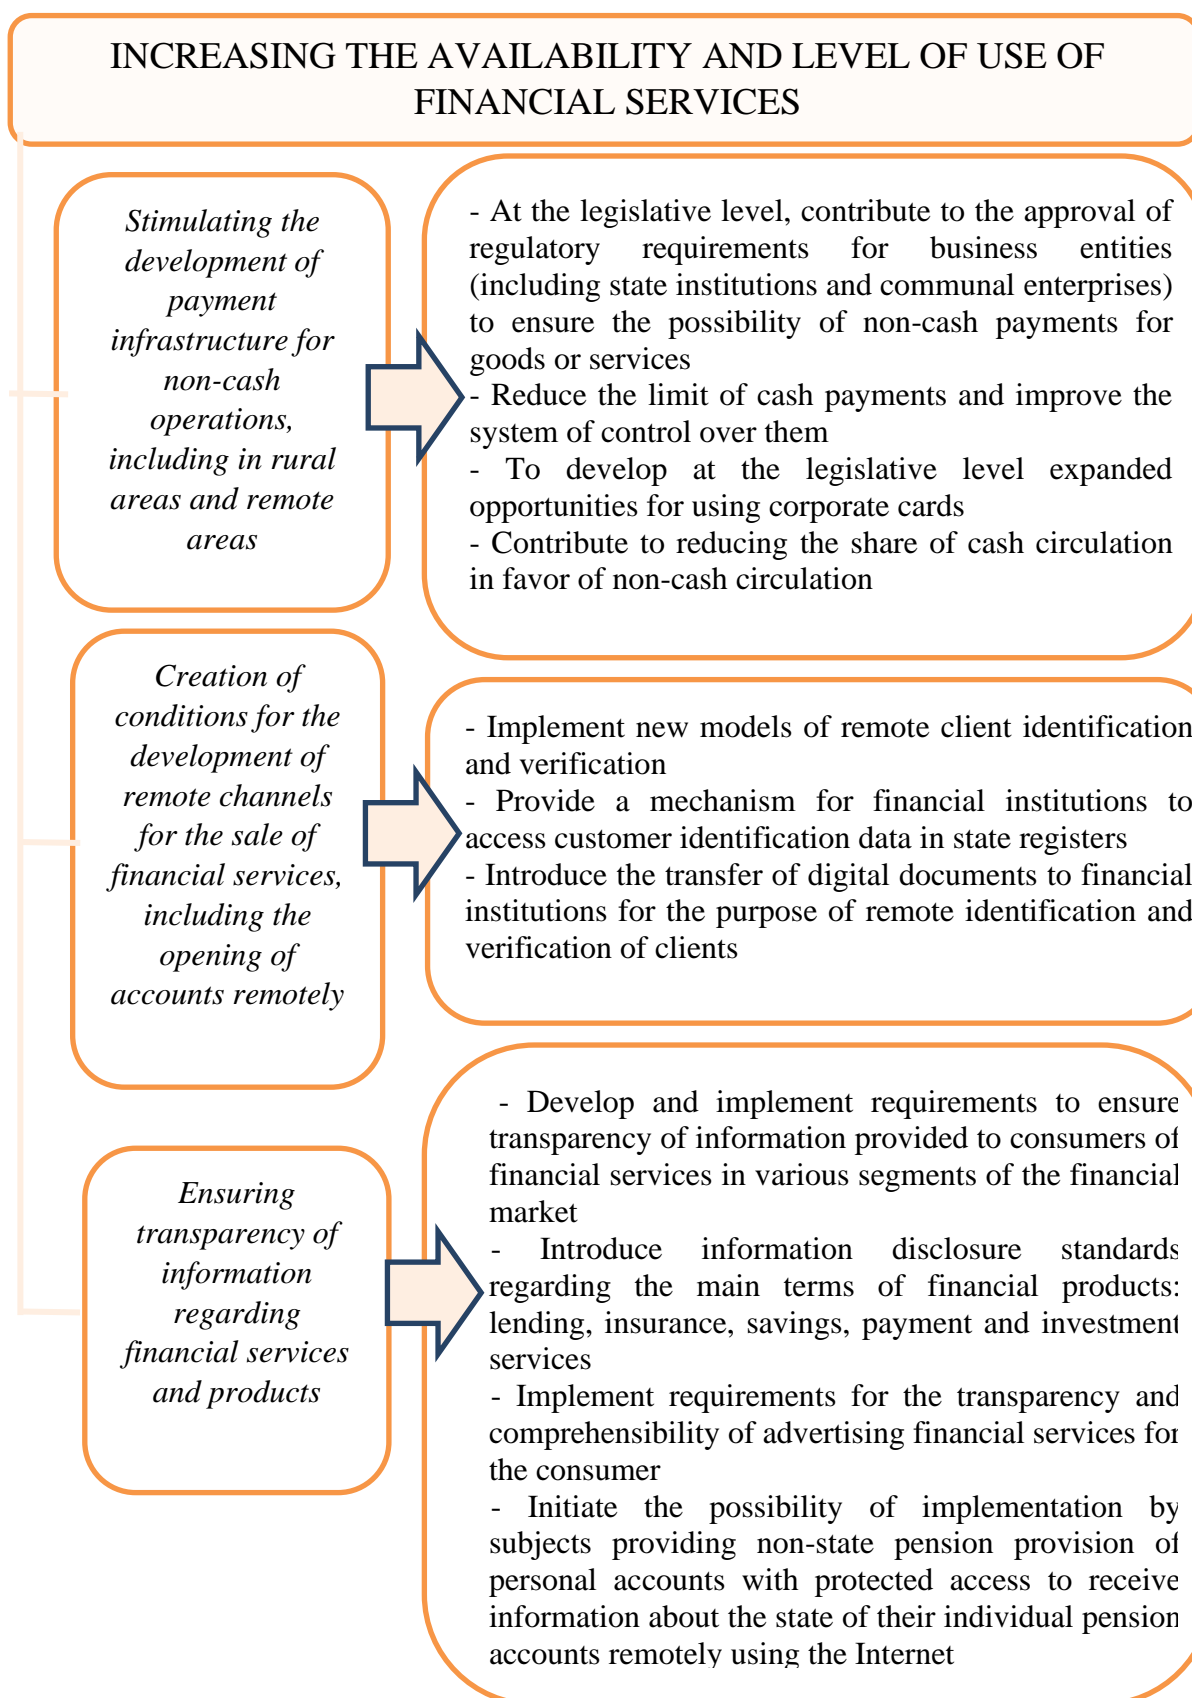 INCREASING THE AVAILABILITY AND LEVEL OF USE OF
FINANCIAL SERVICES
Stimulating the
development of
payment
infrastructure for
non-cash
operations,
including in rural
areas and remote
areas
- At the legislative level, contribute to the approval of
regulatory requirements for business entities
(including state institutions and communal enterprises)
to ensure the possibility of non-cash payments for
goods or services
- Reduce the limit of cash payments and improve the
system of control over them
- To develop at the legislative level expanded
opportunities for using corporate cards
- Contribute to reducing the share of cash circulation
in favor of non-cash circulation
Creation of
conditions for the
development of
remote channels
for the sale of
financial services,
including the
opening of
accounts remotely
- Implement new models of remote client identification
and verification
- Provide a mechanism for financial institutions to
access customer identification data in state registers
- Introduce the transfer of digital documents to financial
institutions for the purpose of remote identification and
verification of clients
Ensuring
transparency of
information
regarding
financial services
and products
- Develop and implement requirements to ensure
transparency of information provided to consumers of
financial services in various segments of the financial
market
- Introduce information disclosure standards
regarding the main terms of financial products:
lending, insurance, savings, payment and investment
services
- Implement requirements for the transparency and
comprehensibility of advertising financial services for
the consumer
- Initiate the possibility of implementation by
subjects providing non-state pension provision of
personal accounts with protected access to receive
information about the state of their individual pension
accounts remotely using the Internet